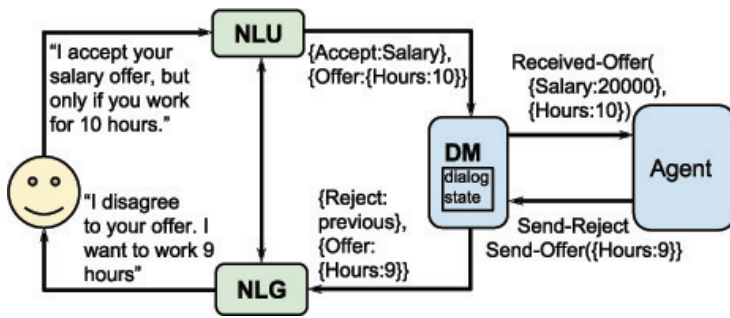 NLU
“I accept your
salary offer, but
only if you work
for 10 hours.”
{Accept:Salary},
{Offer:{Hours:10}}
Received-Offer(
{Salary:20000},
{Hours:10})
DM
dialog
state
Agent
“I disagree
to your offer. I
want to work 9
hours”
{Reject:
previous},
{Offer:
{Hours:9}}
Send-Reject
Send-Offer({Hours:9}}
NLG